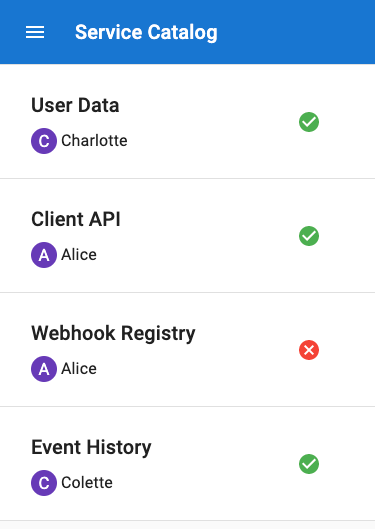 Service Catalog
User Data
C Charlotte
Client API
A Alice
Webhook Registry
A Alice
Event History
C Colette